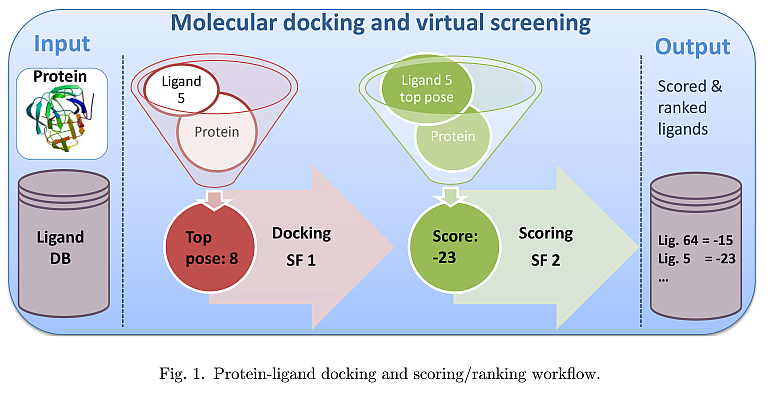 Molecular docking and virtual screening
Input
Protein
Ligand
DB
Ligand
5
Protein
Top
pose: 8
Docking
SF 1
Ligand 5
top pose
Protein
Score:
-23
Scoring
SF 2
Output
Scored &
ranked
ligands
Lig. 64 = -15
Lig. 5 = -23
...
Fig. 1. Protein-ligand docking and scoring/ranking workflow.